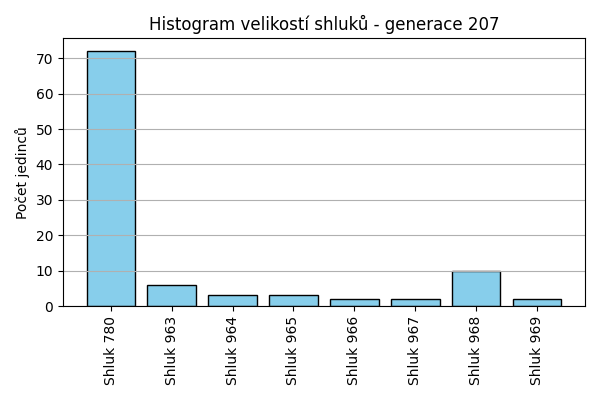 Histogram velikostí shluků - generace 207
Počet jedinců
70
60
50
40
30
20
10
0
Shluk 780
Shluk 963
Shluk 964
Shluk 965
Shluk 966
Shluk 967
Shluk 968
Shluk 969